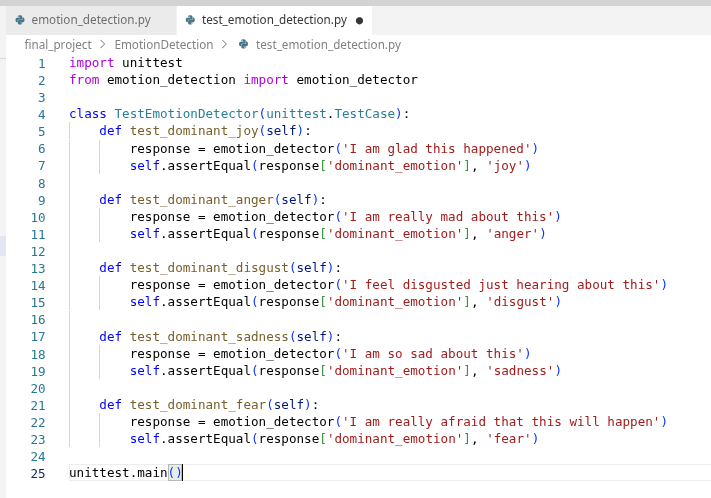 emotion_detection.py test_emotion_detection.py
final_project > EmotionDetection > test_emotion_detection.py
1 import unittest
2 from emotion_detection import emotion_detector
3
4 class TestEmotionDetector(unittest.TestCase):
5     def test_dominant_joy(self):
6         response = emotion_detector('I am glad this happened')
7         self.assertEqual(response['dominant_emotion'], 'joy')
8
9     def test_dominant_anger(self):
10         response = emotion_detector('I am really mad about this')
11         self.assertEqual(response['dominant_emotion'], 'anger')
12
13     def test_dominant_disgust(self):
14         response = emotion_detector('I feel disgusted just hearing about this')
15         self.assertEqual(response['dominant_emotion'], 'disgust')
16
17     def test_dominant_sadness(self):
18         response = emotion_detector('I am so sad about this')
19         self.assertEqual(response['dominant_emotion'], 'sadness')
20
21     def test_dominant_fear(self):
22         response = emotion_detector('I am really afraid that this will happen')
23         self.assertEqual(response['dominant_emotion'], 'fear')
24
25 unittest.main()